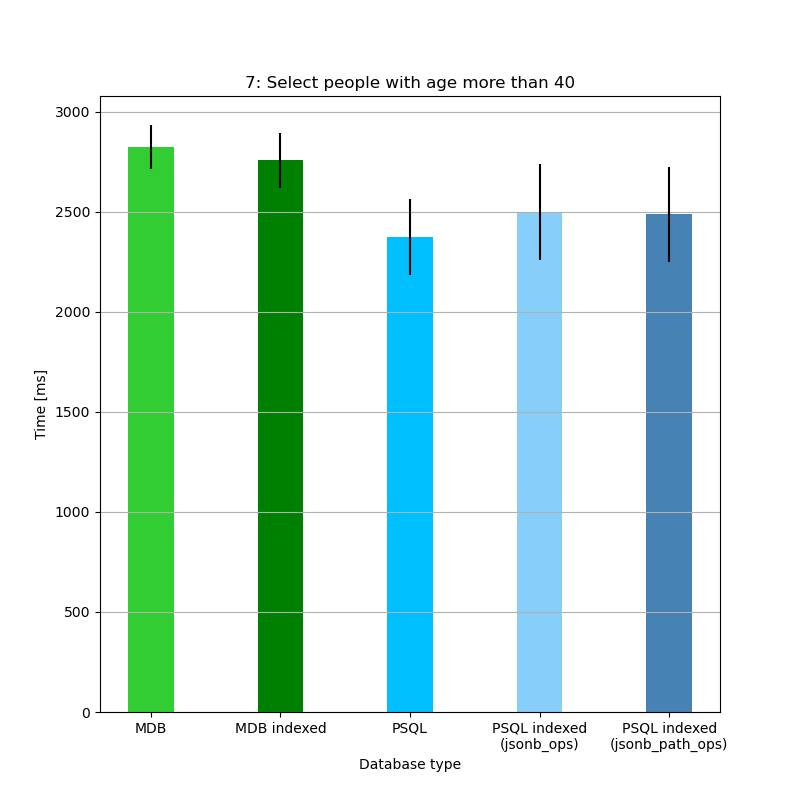 7: Select people with age more than 40
Time [ms]
3000
2500
2000
1500
1000
500
0
MDB
MDB indexed
PSQL
PSQL indexed
(jsonb_ops)
PSQL indexed
(jsonb_path_ops)
Database type